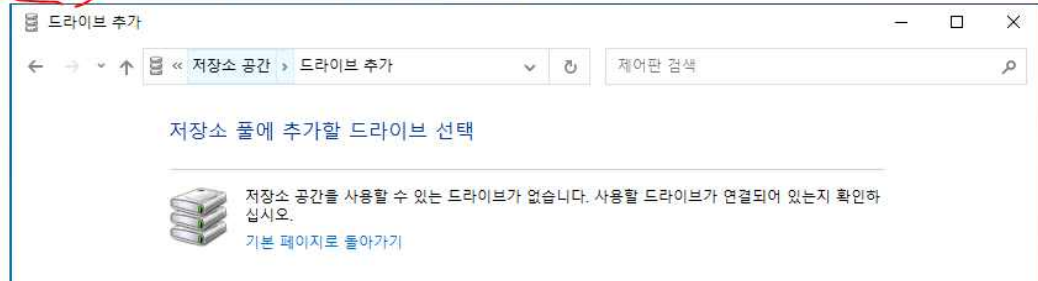 드라이브 추가
« 저장소 공간 › 드라이브 추가
제어판 검색
저장소 풀에 추가할 드라이브 선택
저장소 공간을 사용할 수 있는 드라이브가 없습니다. 사용할 드라이브가 연결되어 있는지 확인하
십시오.
기본 페이지로 돌아가기